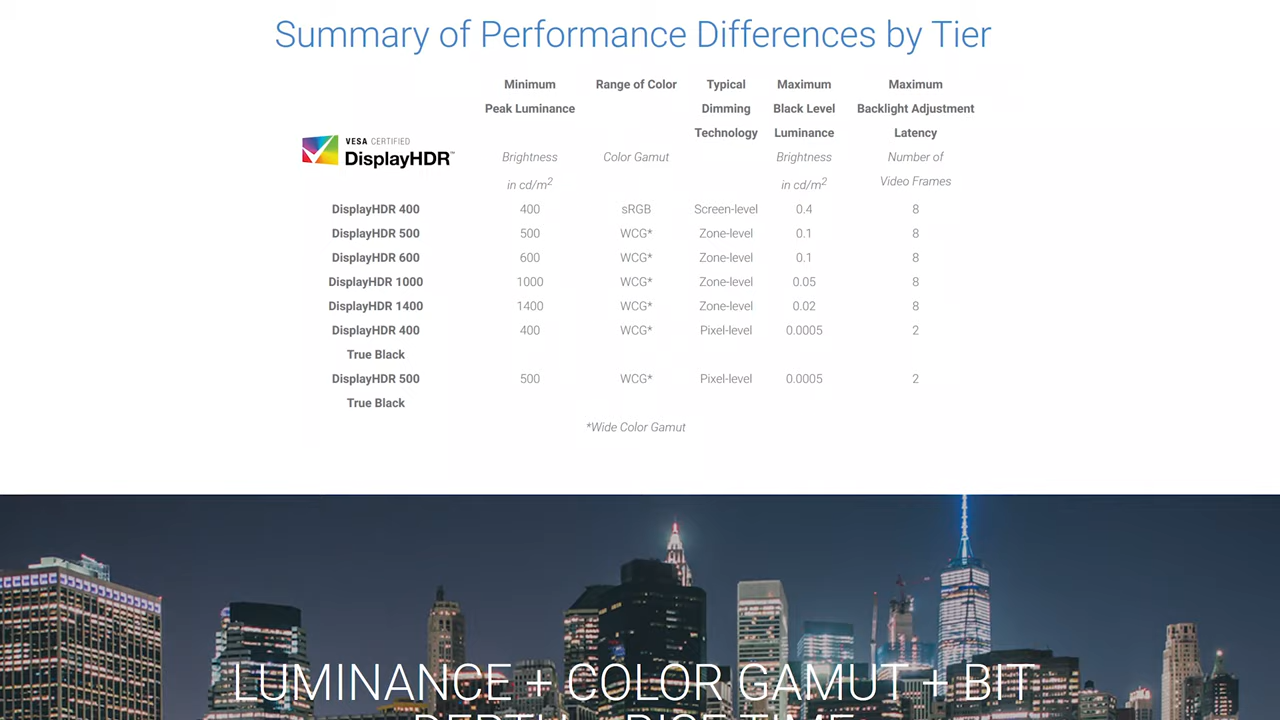 Summary of Performance Differences by Tier
Minimum Range of Color Typical Maximum Maximum
Peak Luminance Dimming Black Level Backlight Adjustment
Technology Luminance Latency
VESA CERTIFIED
DisplayHDR™
Brightness Color Gamut Brightness Number of
in cd/m² in cd/m² Video Frames
DisplayHDR 400 400 sRGB Screen-level 0.4 8
DisplayHDR 500 500 WCG* Zone-level 0.1 8
DisplayHDR 600 600 WCG* Zone-level 0.1 8
DisplayHDR 1000 1000 WCG* Zone-level 0.05 8
DisplayHDR 1400 1400 WCG* Zone-level 0.02 8
DisplayHDR 400 400 WCG* Pixel-level 0.0005 2
True Black
DisplayHDR 500 500 WCG* Pixel-level 0.0005 2
True Black
*Wide Color Gamut
LUMINANCE + COLOR GAMUT + BIT
DEPTH + RISE TIME